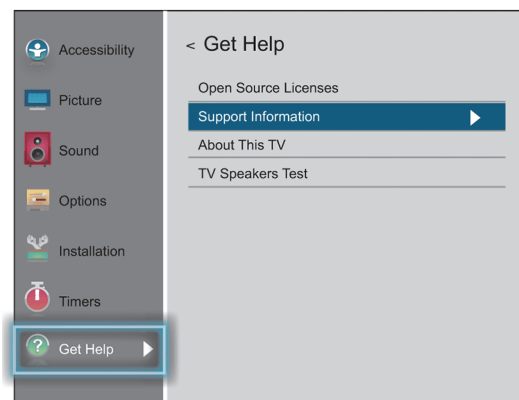 Accessibility
Picture
Sound
Options
Installation
Timers
Get Help
< Get Help
Open Source Licenses
Support Information
About This TV
TV Speakers Test